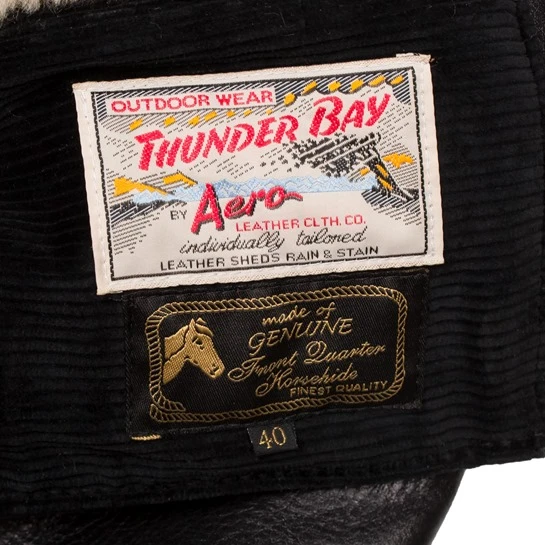 OUTDOOR WEAR
THUNDER BAY
BY Aero
LEATHER CLTH. CO.
individually tailored
LEATHER SHEDS RAIN & STAIN
made of
GENUINE
Front Quarter
Horsehide
FINEST QUALITY
40